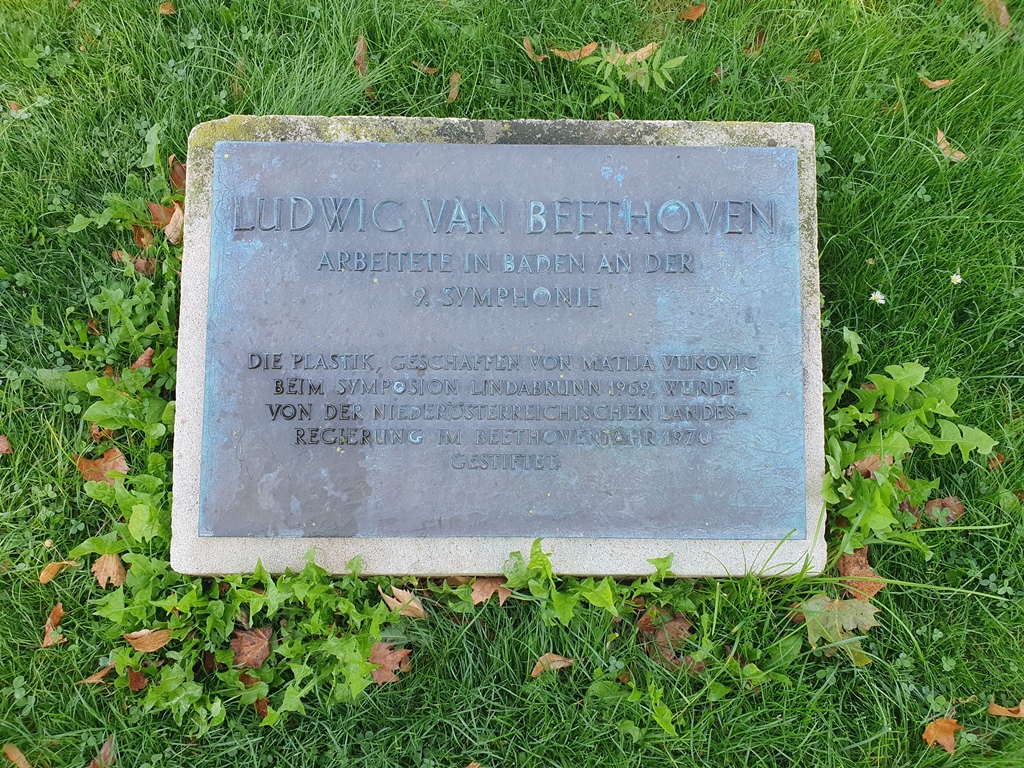 LUDWIG VAN BEETHOVEN
ARBEITETE IN BADEN AN DER
9. SYMPHONIE
DIE PLASTIK, GESCHAFFEN VON MATIJA VUKOVIC
BEIM SYMPOSION LINDABRUNN 1969, WURDE
VON DER NIEDERÖSTERREICHISCHEN LANDES-
REGIERUNG IM BEETHOVENJAHR 1970
GESTIFTET.